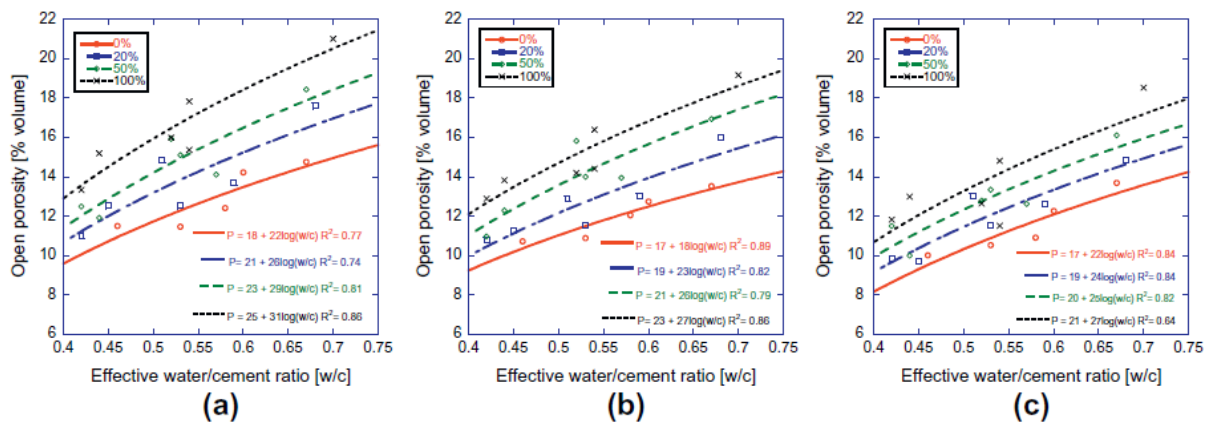 22
20
18
16
14
12
10
8
6
Open porosity [% volume]
0%
20%
50%
100%
P = 18 + 22log(w/c) R²= 0.77
P= 21 + 26log(w/c) R²= 0.74
P = 23 + 29log(w/c) R²= 0.81
P = 25 + 31log(w/c) R²= 0.86
0.4 0.45 0.5 0.55 0.6 0.65 0.7 0.75
Effective water/cement ratio [w/c]
(a)
22
20
18
16
14
12
10
8
6
Open porosity [% volume]
0%
20%
50%
100%
P = 17 + 18log(w/c) R²= 0.89
P = 19 + 23log(w/c) R²= 0.82
P = 21 + 26log(w/c) R²= 0.79
P= 23 + 27log(w/c) R²= 0.86
0.4 0.45 0.5 0.55 0.6 0.65 0.7 0.75
Effective water/cement ratio [w/c]
(b)
22
20
18
16
14
12
10
8
6
Open porosity [% volume]
0%
20%
50%
100%
P = 17 + 22log(w/c) R²= 0.84
P = 19 + 24log(w/c) R²= 0.84
P = 20 + 25log(w/c) R²= 0.82
P = 21 + 27log(w/c) R²= 0.64
0.4 0.45 0.5 0.55 0.6 0.65 0.7 0.75
Effective water/cement ratio [w/c]
(c)